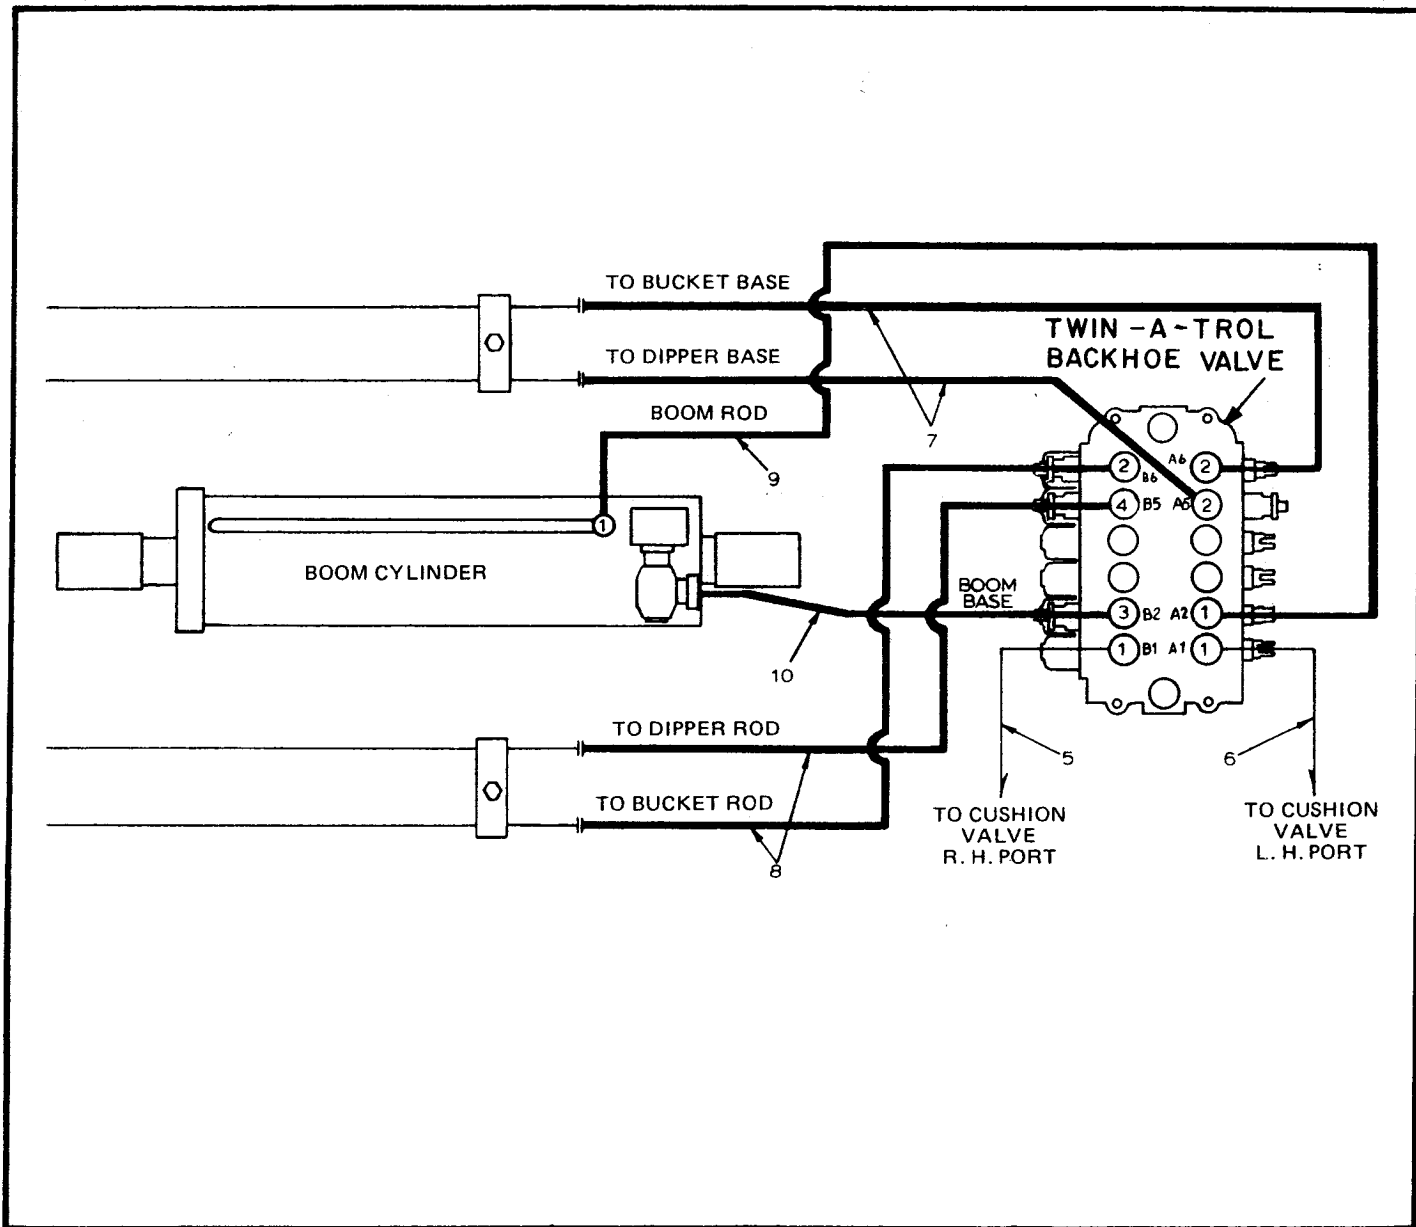 TO BUCKET BASE
TWIN-A-TROL
BACKHOE VALVE
TO DIPPER BASE
BOOM ROD
7
9
2 B6 A6 2
4 B5 A5 2
1
BOOM CYLINDER
BOOM
BASE
3 B2 A2 1
1 B1 A1 1
10
TO DIPPER ROD
5
6
TO BUCKET ROD
8
TO CUSHION
VALVE
R. H. PORT
TO CUSHION
VALVE
L. H. PORT